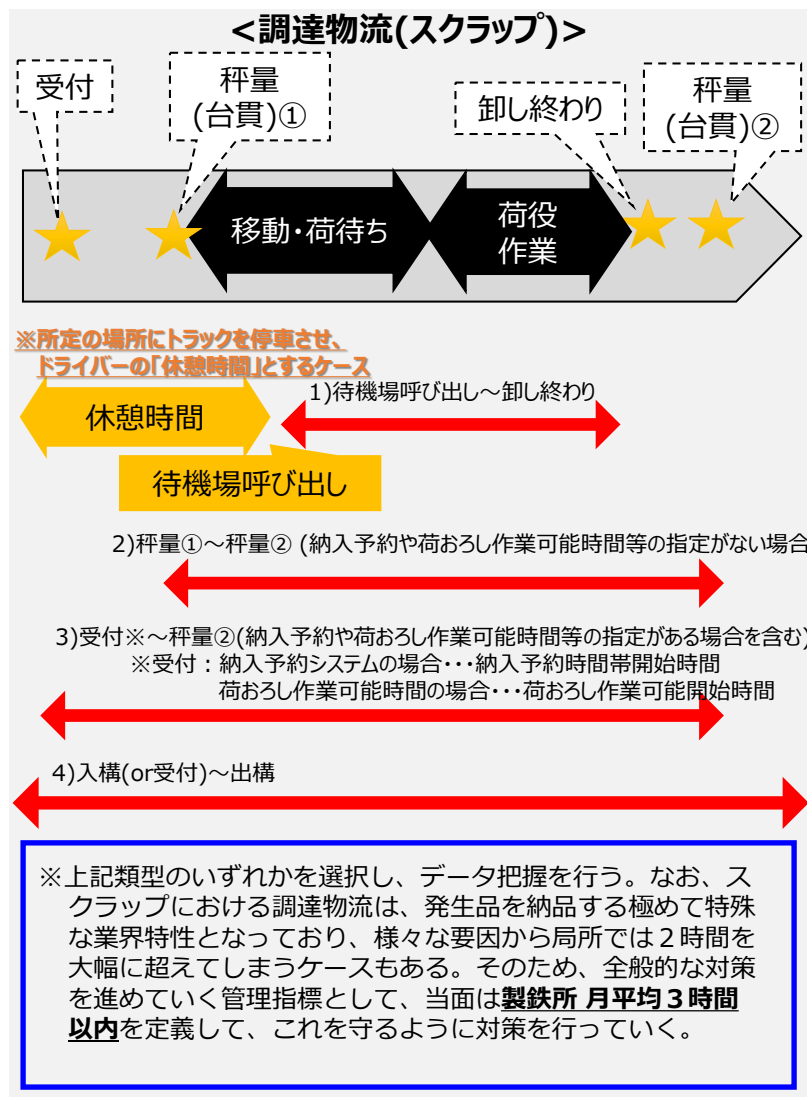 <調達物流(スクラップ)>
受付
秤量
(台貫)①
卸し終わり
秤量
(台貫)②
移動・荷待ち
荷役
作業
※所定の場所にトラックを停車させ、
ドライバーの「休憩時間」とするケース
休憩時間
1)待機場呼び出し～卸し終わり
待機場呼び出し
2)秤量①～秤量② (納入予約や荷おろし作業可能時間等の指定がない場合
3)受付※～秤量②(納入予約や荷おろし作業可能時間等の指定がある場合を含む)
※受付：納入予約システムの場合･･･納入予約時間帯開始時間
荷おろし作業可能時間の場合･･･荷おろし作業可能開始時間
4)入構(or受付)～出構
※上記類型のいずれかを選択し、データ把握を行う。なお、ス
クラップにおける調達物流は、発生品を納品する極めて特殊
な業界特性となっており、様々な要因から局所では２時間を
大幅に超えてしまうケースもある。そのため、全般的な対策
を進めていく管理指標として、当面は製鉄所 月平均３時間
以内を定義して、これを守るように対策を行っていく。